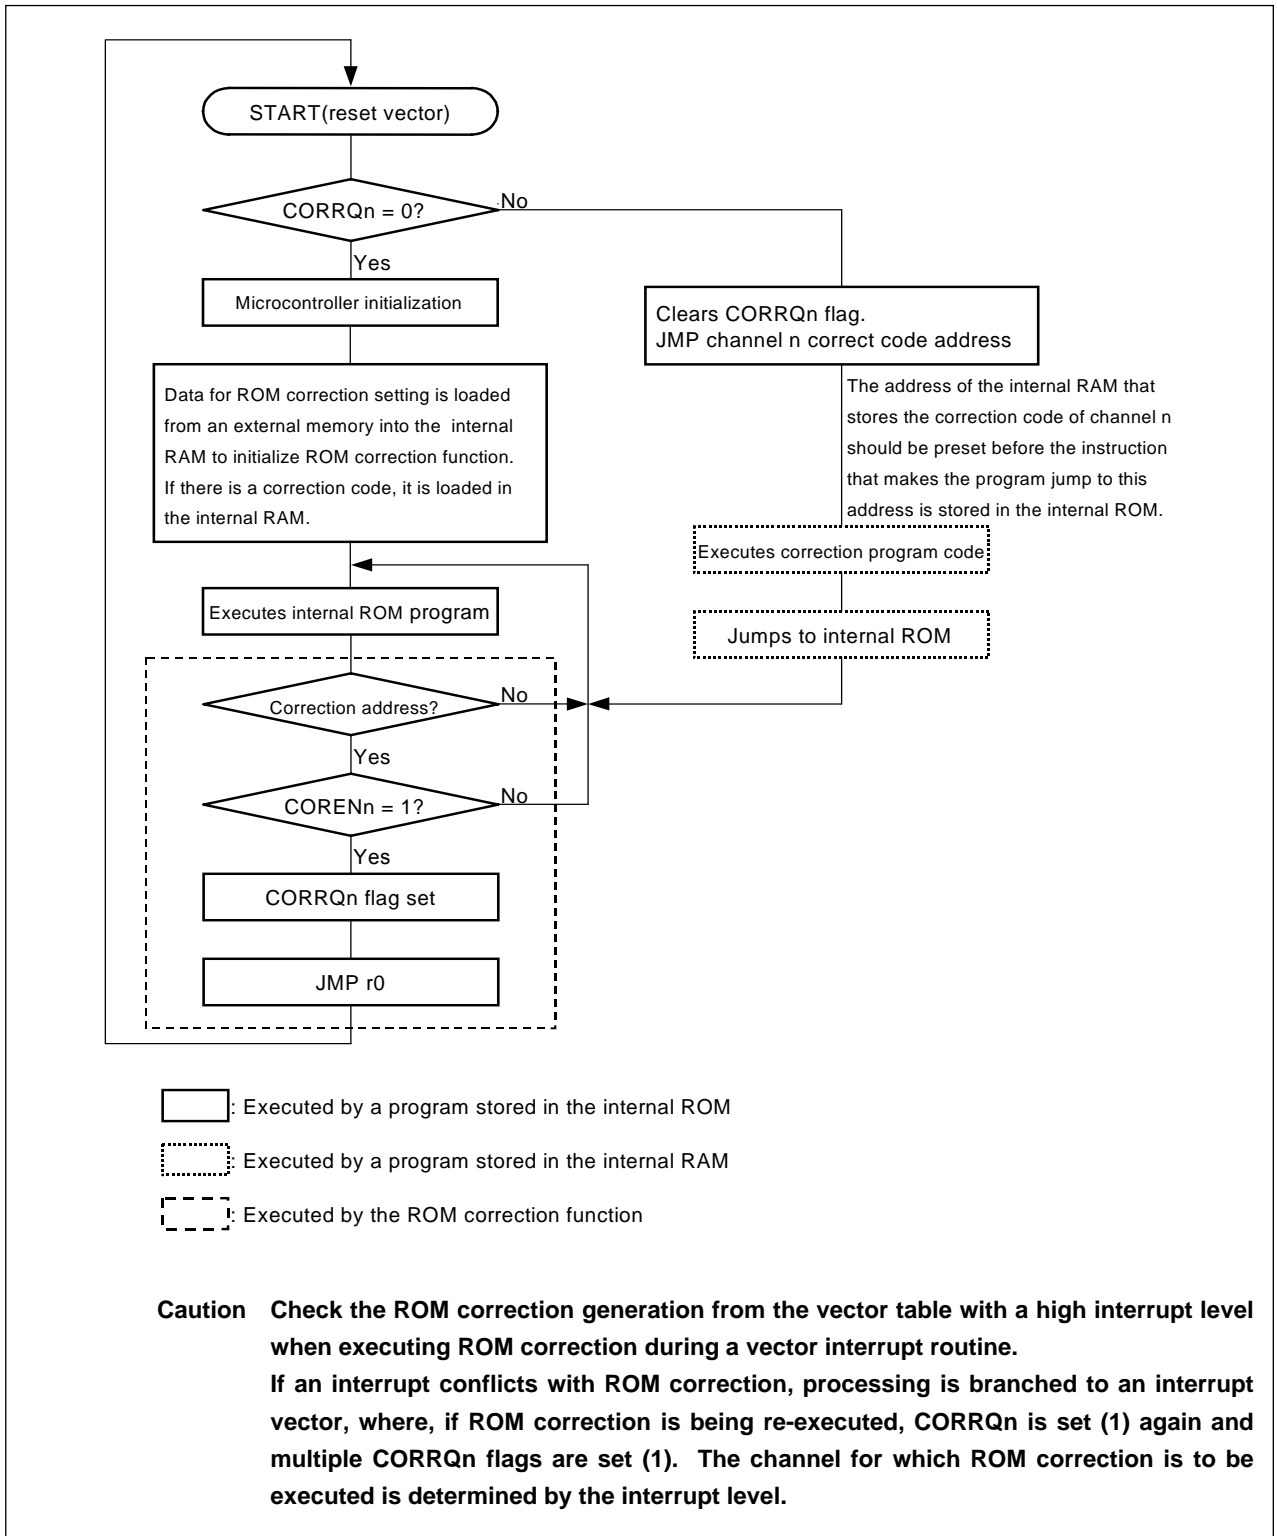 START(reset vector)
CORRQn = 0?
No
Yes
Microcontroller initialization
Clears CORRQn flag.
JMP channel n correct code address
Data for ROM correction setting is loaded
from an external memory into the internal
RAM to initialize ROM correction function.
If there is a correction code, it is loaded in
the internal RAM.
The address of the internal RAM that
stores the correction code of channel n
should be preset before the instruction
that makes the program jump to this
address is stored in the internal ROM.
Executes correction program code
Executes internal ROM program
Jumps to internal ROM
Correction address?
No
Yes
CORENn = 1?
No
Yes
CORRQn flag set
JMP r0
: Executed by a program stored in the internal ROM
: Executed by a program stored in the internal RAM
: Executed by the ROM correction function
Caution Check the ROM correction generation from the vector table with a high interrupt level
when executing ROM correction during a vector interrupt routine.
If an interrupt conflicts with ROM correction, processing is branched to an interrupt
vector, where, if ROM correction is being re-executed, CORRQn is set (1) again and
multiple CORRQn flags are set (1). The channel for which ROM correction is to be
executed is determined by the interrupt level.